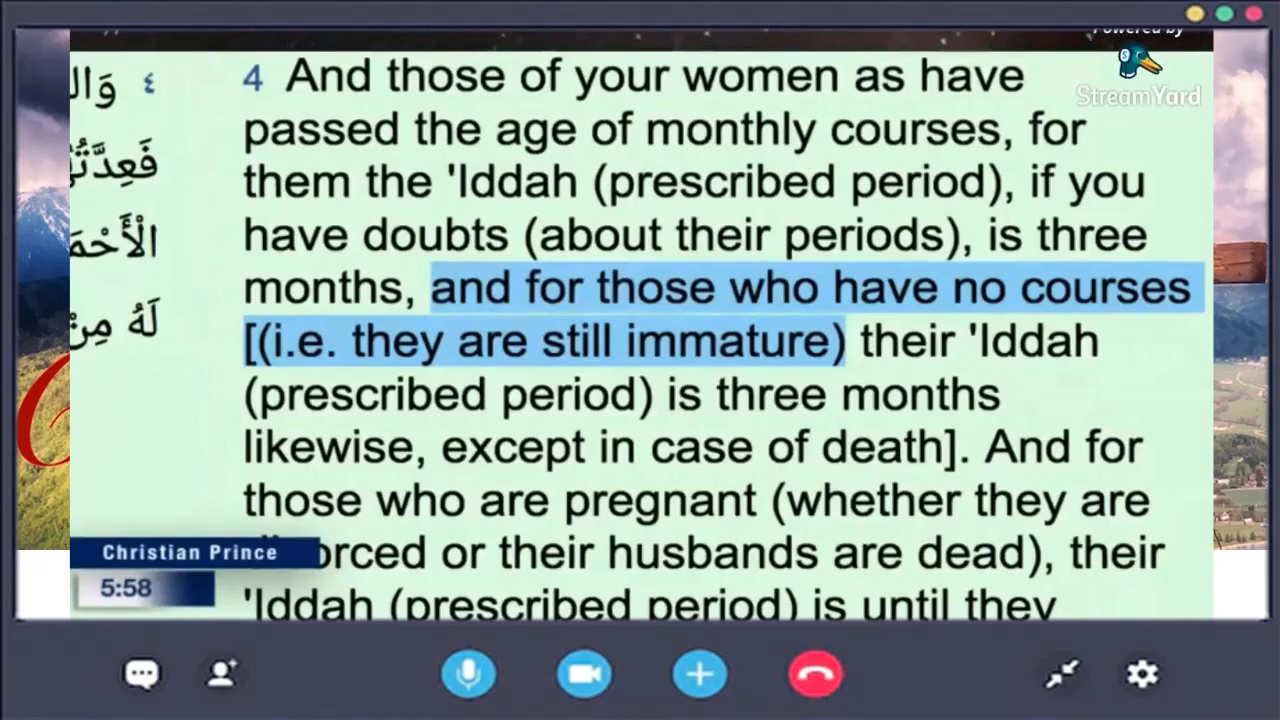 Powered by
StreamYard
٤
فَعِدَّتُهُ
لَهُ مِنْ
4 And those of your women as have
passed the age of monthly courses, for
them the 'Iddah (prescribed period), if you
have doubts (about their periods), is three
months, and for those who have no courses
[(i.e. they are still immature) their 'Iddah
(prescribed period) is three months
likewise, except in case of death]. And for
those who are pregnant (whether they are
orced or their husbands are dead), their
'Iddah (prescribed period) is until they
Christian Prince
5:58